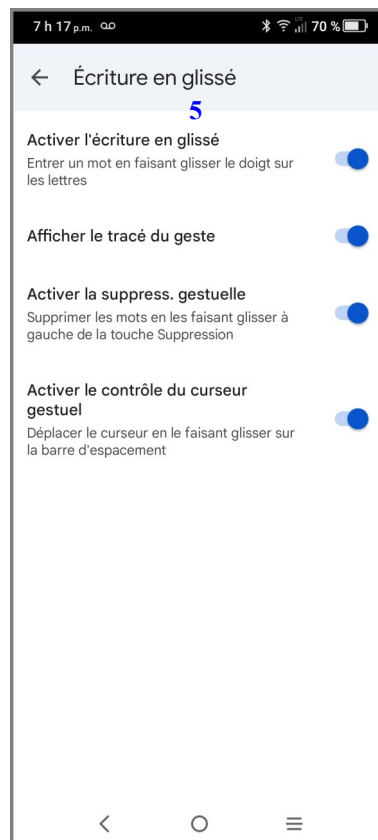 7 h 17 p.m. 70 %
Écriture en glissé
5
Activer l'écriture en glissé
Entrer un mot en faisant glisser le doigt sur
les lettres
Afficher le tracé du geste
Activer la suppress. gestuelle
Supprimer les mots en les faisant glisser à
gauche de la touche Suppression
Activer le contrôle du curseur
gestuel
Déplacer le curseur en le faisant glisser sur
la barre d'espacement